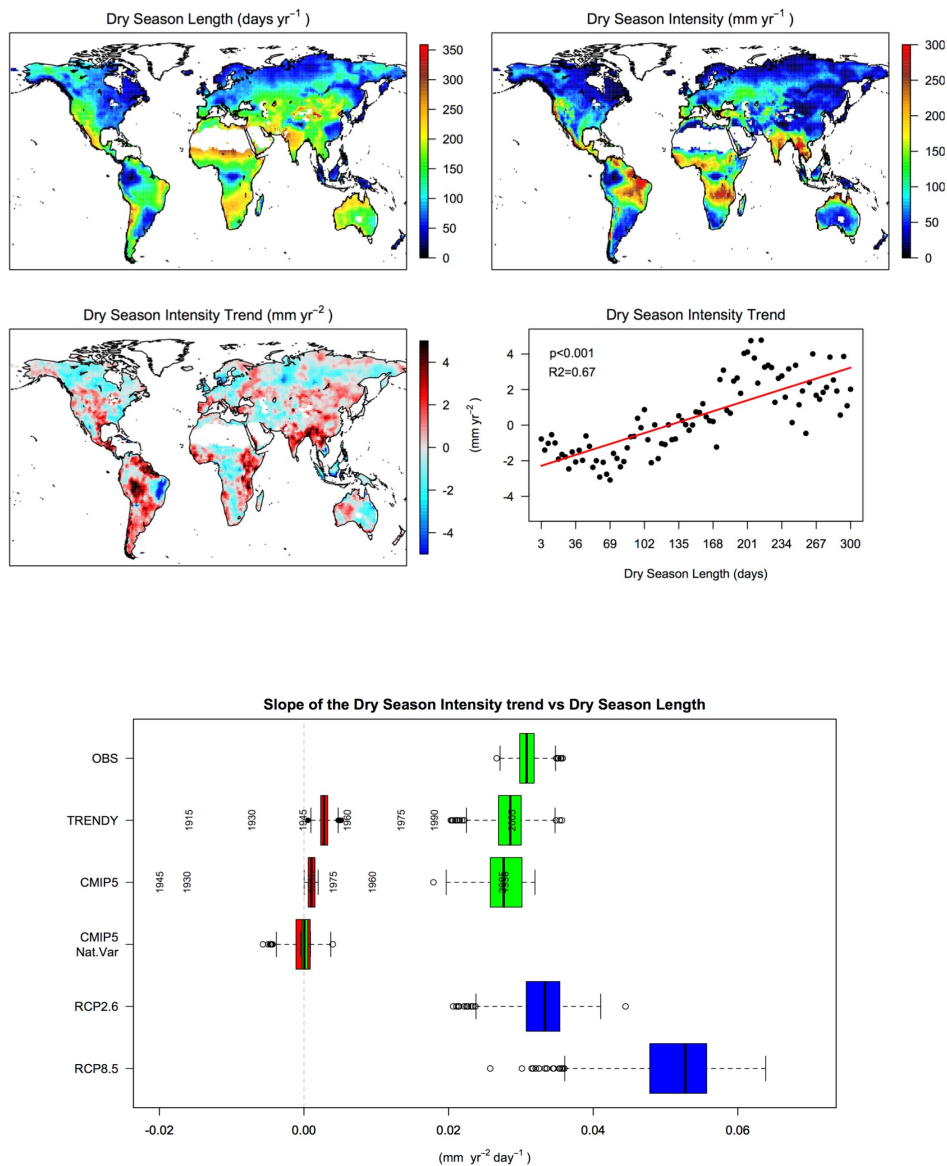 Dry Season Length (days yr⁻¹)
350
300
250
200
150
100
50
0
Dry Season Intensity (mm yr⁻¹)
300
250
200
150
100
50
0
Dry Season Intensity Trend (mm yr⁻²)
4
2
0
-2
-4
Dry Season Intensity Trend
p<0.001
R2=0.67
(mm yr⁻²)
4
2
0
-2
-4
3 36 69 102 135 168 201 234 267 300
Dry Season Length (days)
Slope of the Dry Season Intensity trend vs Dry Season Length
OBS
TRENDY
1915 1930 1945 1960 1975 1990 2005
CMIP5
1945 1930 1975 1960
CMIP5
Nat.Var
RCP2.6
RCP8.5
-0.02 0.00 0.02 0.04 0.06
(mm yr⁻² day⁻¹)